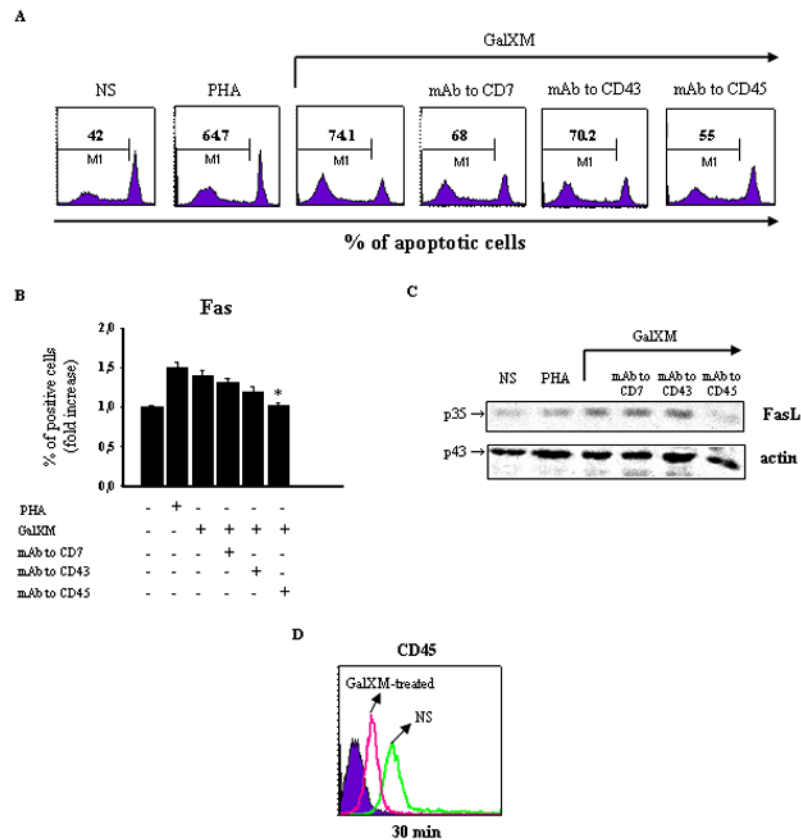 A
GalXM
NS PHA mAb to CD7 mAb to CD43 mAb to CD45
42 64.7 74.1 68 70.2 55
M1 M1 M1 M1 M1 M1
% of apoptotic cells
B
Fas
% of positive cells
(fold increase)
2,0
1,5
1,0
0,5
0,0
*
PHA - + - - - -
GalXM - - + + + +
mAb to CD7 - - - + - -
mAb to CD43 - - - - + -
mAb to CD45 - - - - - +
C
GalXM
NS PHA mAb to CD7 mAb to CD43 mAb to CD45
p35 → FasL
p43 → actin
D
CD45
GalXM-treated
NS
30 min